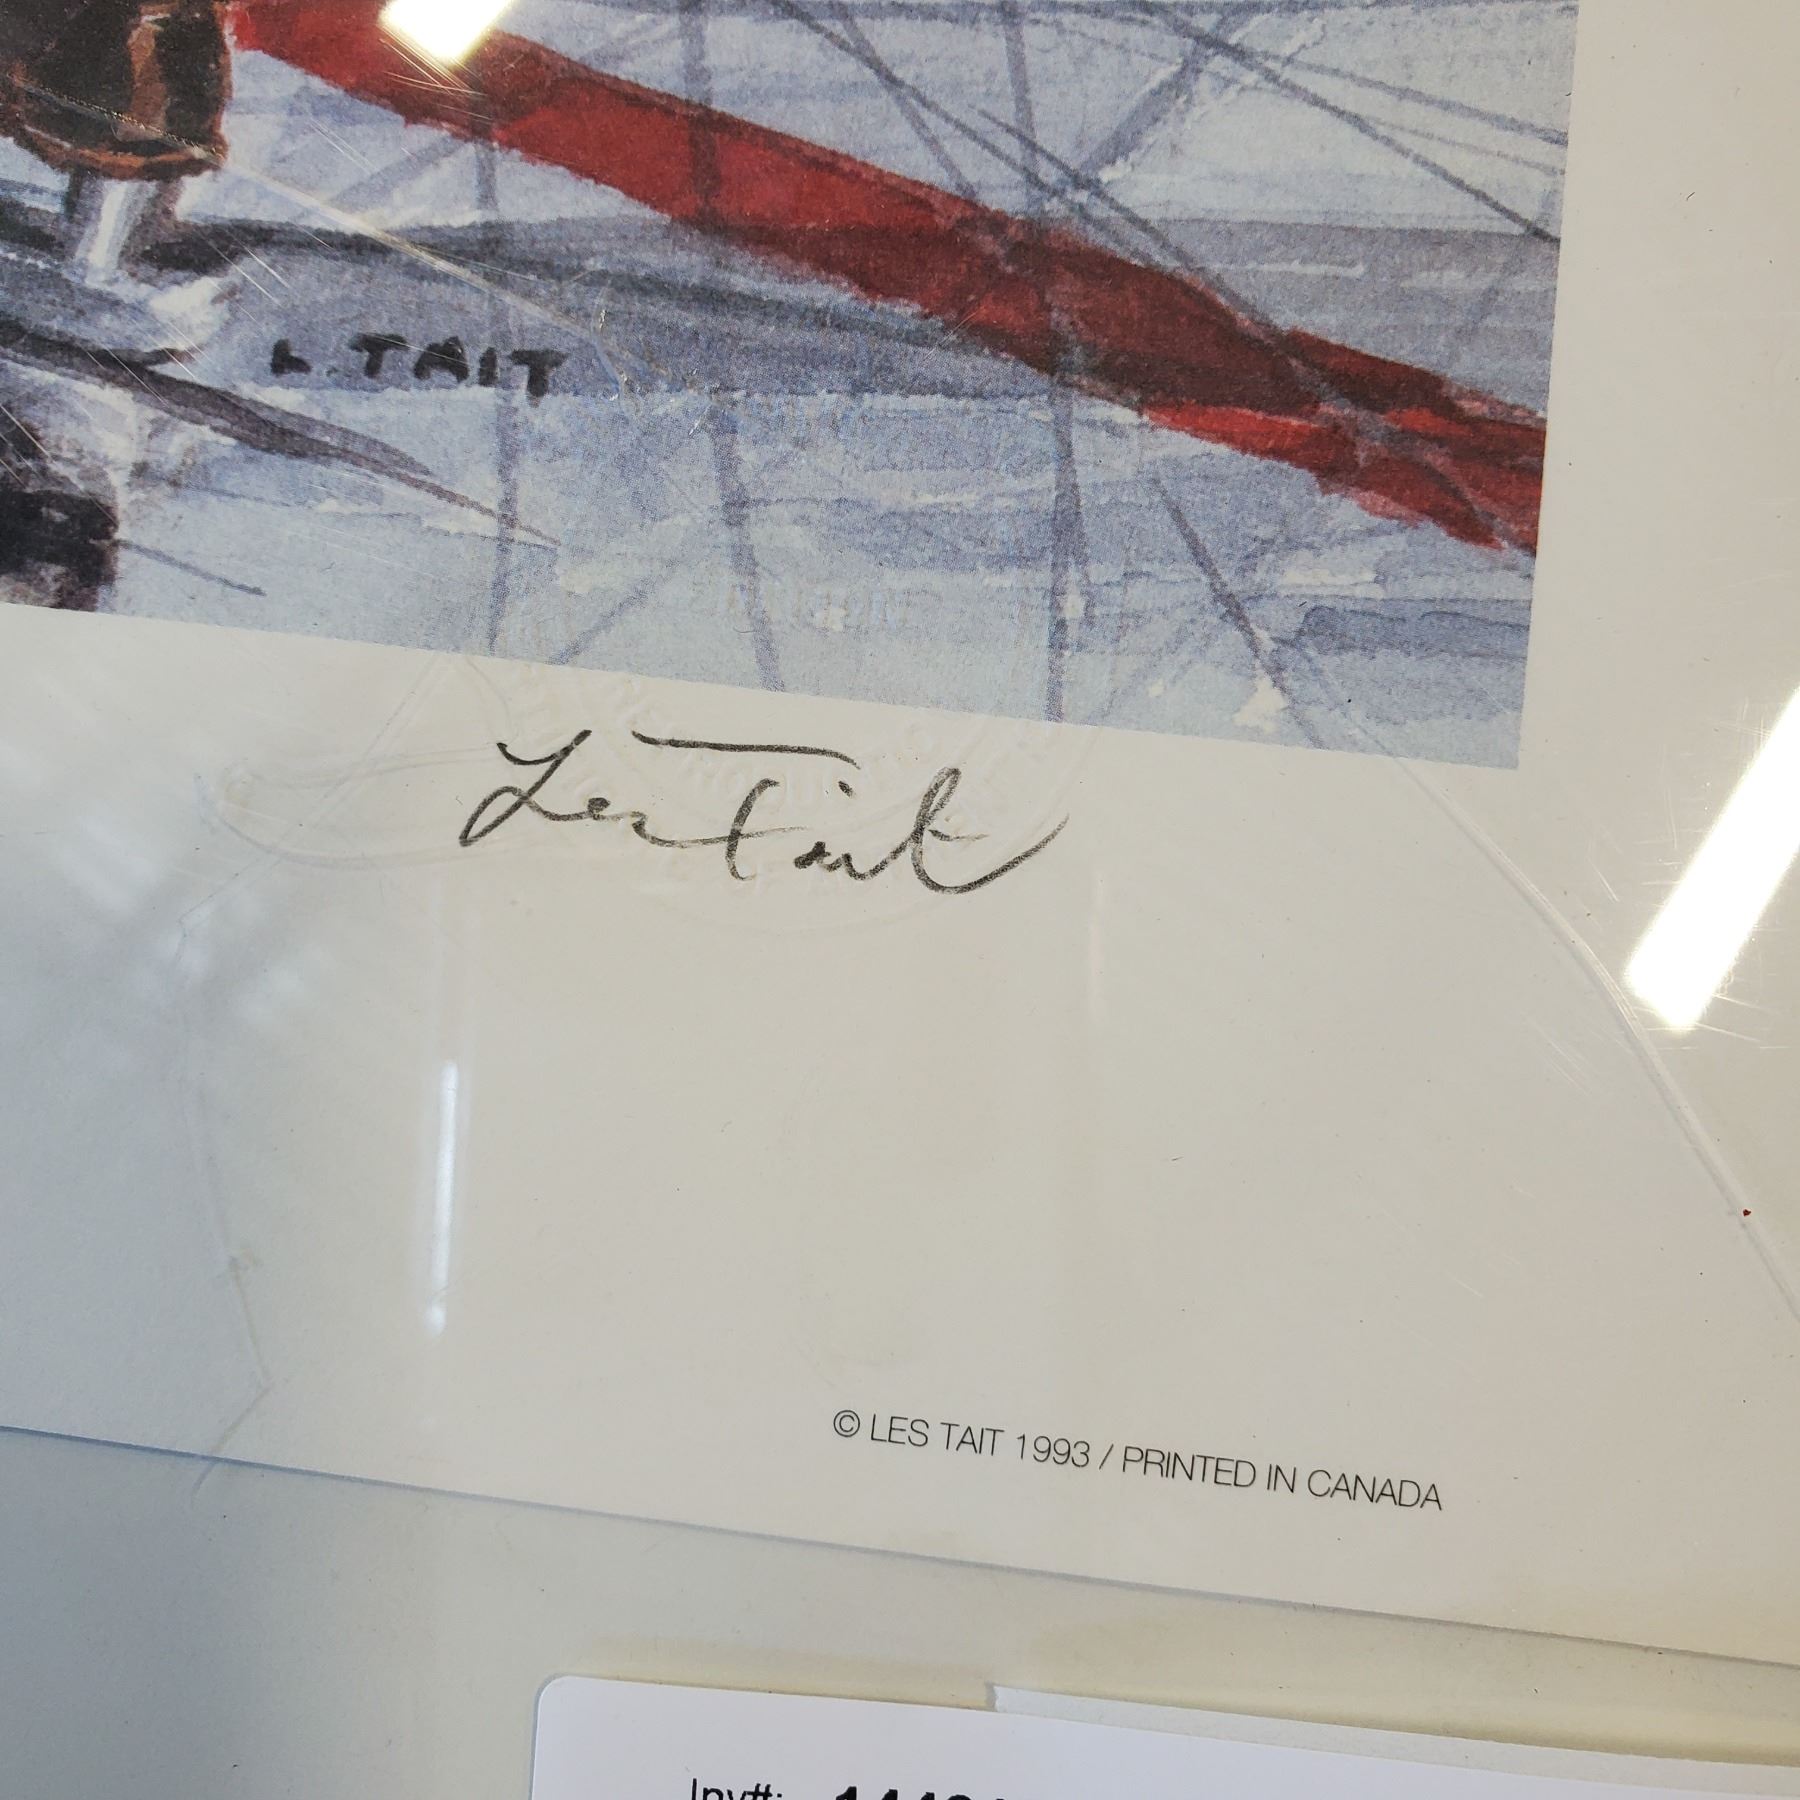 L. TAIT
Les Tait
© LES TAIT 1993 / PRINTED IN CANADA
Inv#: